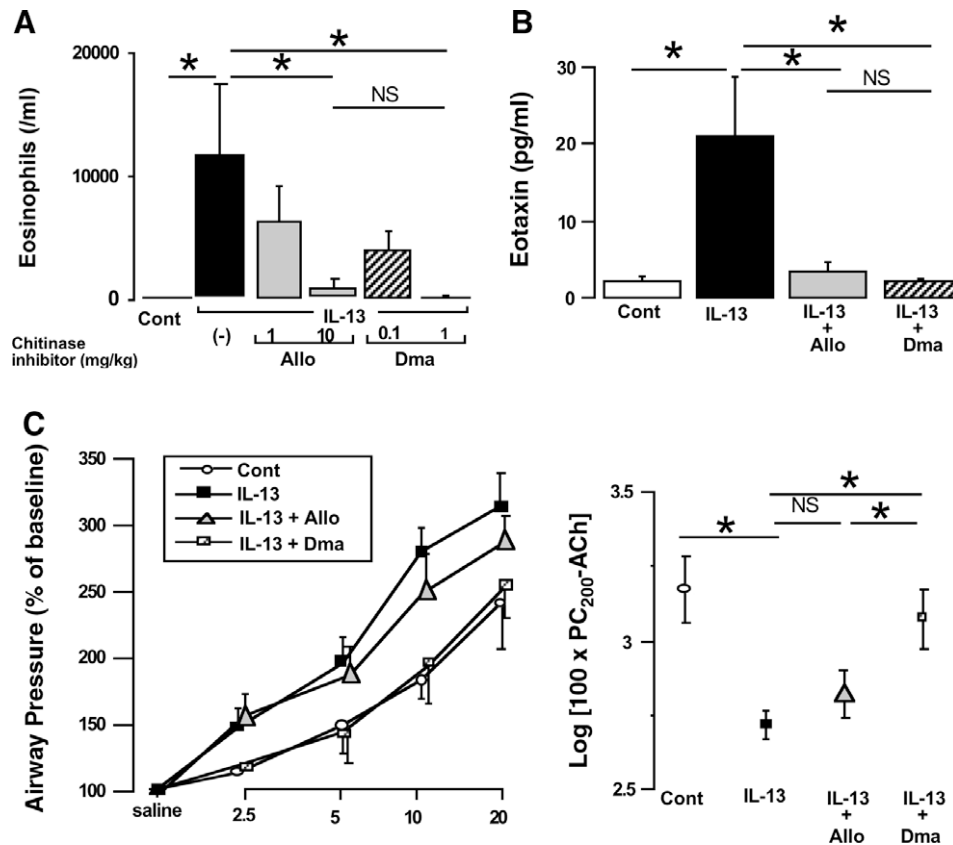 A
20000
10000
0
Eosinophils (/ml)
*
*
*
NS
Cont
IL-13
Chitinase
inhibitor (mg/kg)
(-)
1
10
0.1
1
Allo
Dma
B
30
20
10
0
Eotaxin (pg/ml)
*
*
*
NS
Cont
IL-13
IL-13
+
Allo
IL-13
+
Dma
C
Airway Pressure (% of baseline)
350
300
250
200
150
100
Cont
IL-13
IL-13 + Allo
IL-13 + Dma
saline
2.5
5
10
20
Log [100 x PC200-ACh]
3.5
3
2.5
*
NS
*
*
Cont
IL-13
IL-13
+
Allo
IL-13
+
Dma